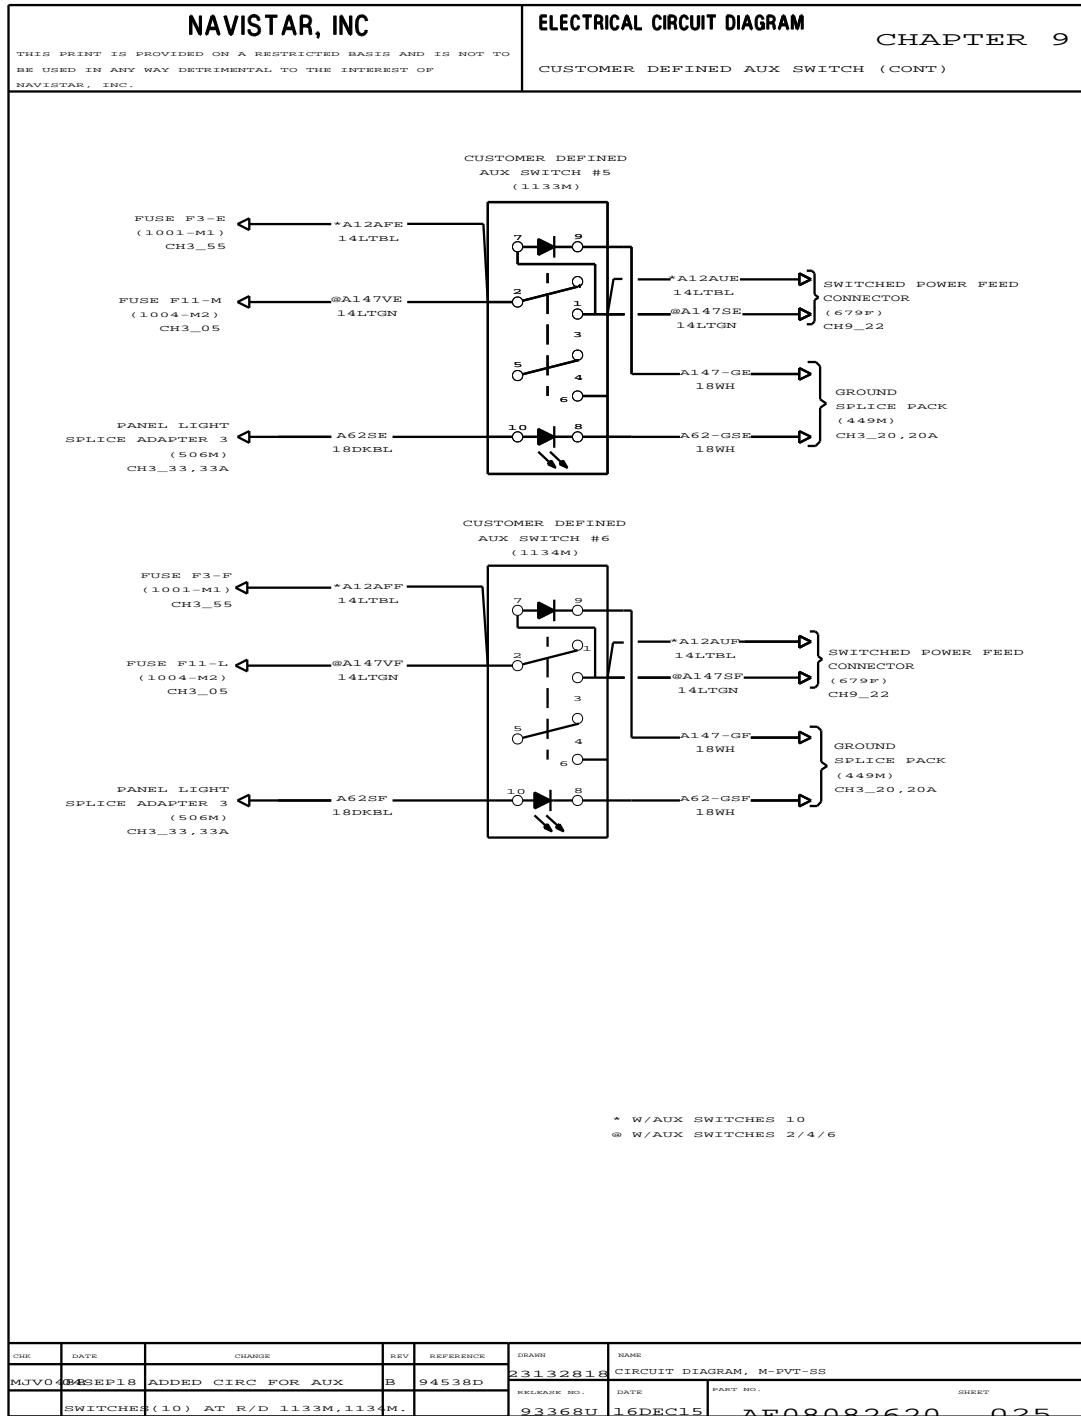 NAVISTAR, INC
THIS PRINT IS PROVIDED ON A RESTRICTED BASIS AND IS NOT TO
BE USED IN ANY WAY DETRIMENTAL TO THE INTEREST OF
NAVISTAR, INC.
ELECTRICAL CIRCUIT DIAGRAM
CHAPTER 9
CUSTOMER DEFINED AUX SWITCH (CONT)
CUSTOMER DEFINED
AUX SWITCH #5
(1133M)
FUSE F3-E
(1001-M1)
CH3_55
*A12AFE
14LTBL
FUSE F11-M
(1004-M2)
CH3_05
@A147VE
14LTGN
PANEL LIGHT
SPLICE ADAPTER 3
(506M)
CH3_33,33A
A62SE
18DKBL
7
9
2
1
3
5
4
6
10
8
*A12AUE
14LTBL
@A147SE
14LTGN
SWITCHED POWER FEED
CONNECTOR
(679F)
CH9_22
A147-GE
18WH
A62-GSE
18WH
GROUND
SPLICE PACK
(449M)
CH3_20,20A
CUSTOMER DEFINED
AUX SWITCH #6
(1134M)
FUSE F3-F
(1001-M1)
CH3_55
*A12AFF
14LTBL
FUSE F11-L
(1004-M2)
CH3_05
@A147VF
14LTGN
PANEL LIGHT
SPLICE ADAPTER 3
(506M)
CH3_33,33A
A62SF
18DKBL
7
9
2
1
3
5
4
6
10
8
*A12AUF
14LTBL
@A147SF
14LTGN
SWITCHED POWER FEED
CONNECTOR
(679F)
CH9_22
A147-GF
18WH
A62-GSF
18WH
GROUND
SPLICE PACK
(449M)
CH3_20,20A
* W/AUX SWITCHES 10
@ W/AUX SWITCHES 2/4/6
CHK DATE CHANGE REV REFERENCE
ADDED CIRC FOR AUX B 94538D
SWITCHES(10) AT R/D 1133M,1134M.
DRAWN
23132818
NAME
CIRCUIT DIAGRAM, M-PVT-SS
RELEASE NO.
93368U
DATE
16DEC15
PART NO.
AF08082620
SHEET
025